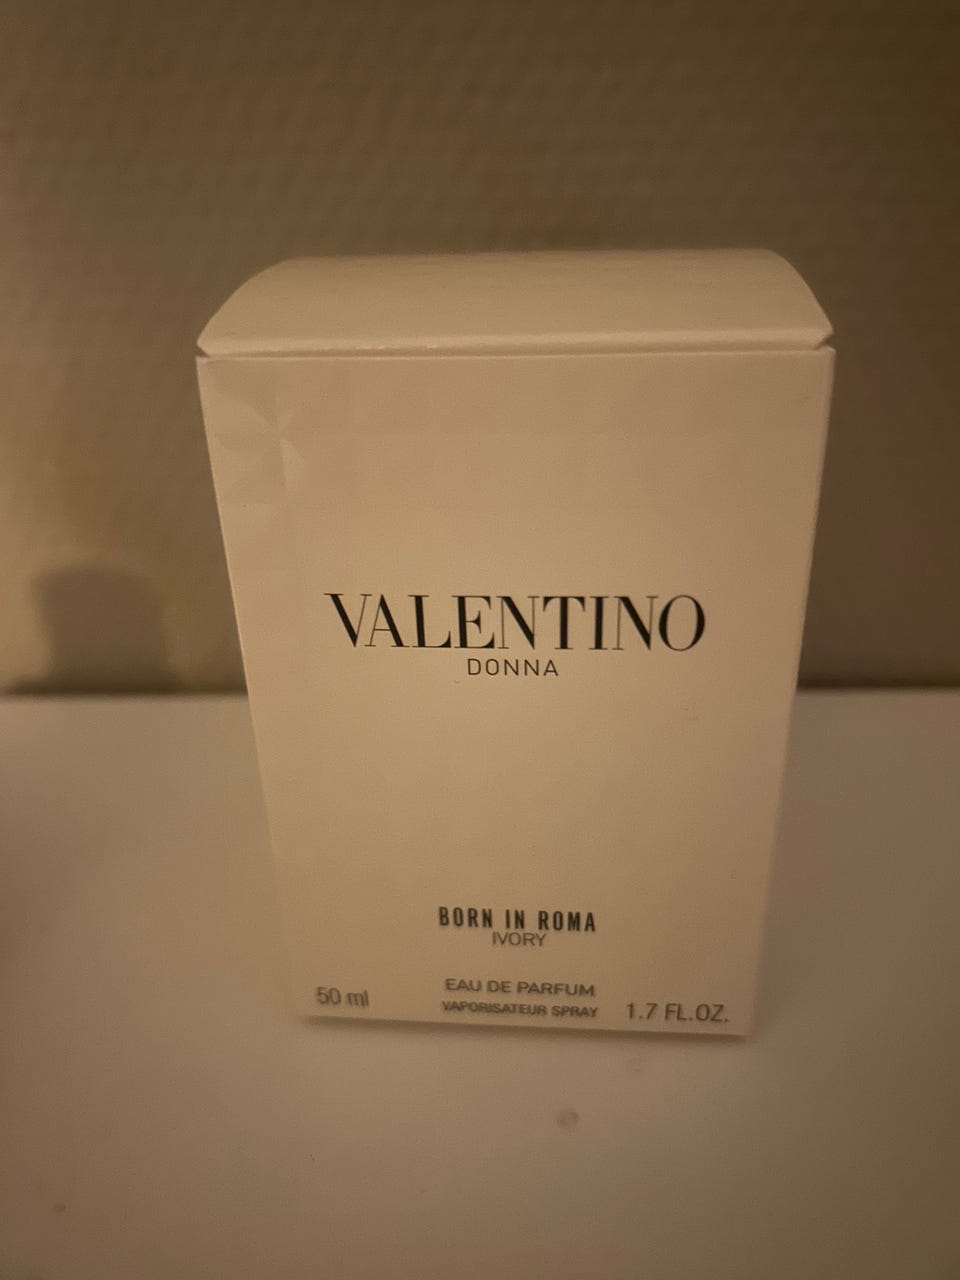 VALENTINO
DONNA
BORN IN ROMA
IVORY
EAU DE PARFUM
50 ml VAPORISATEUR SPRAY 1.7 FL.OZ.